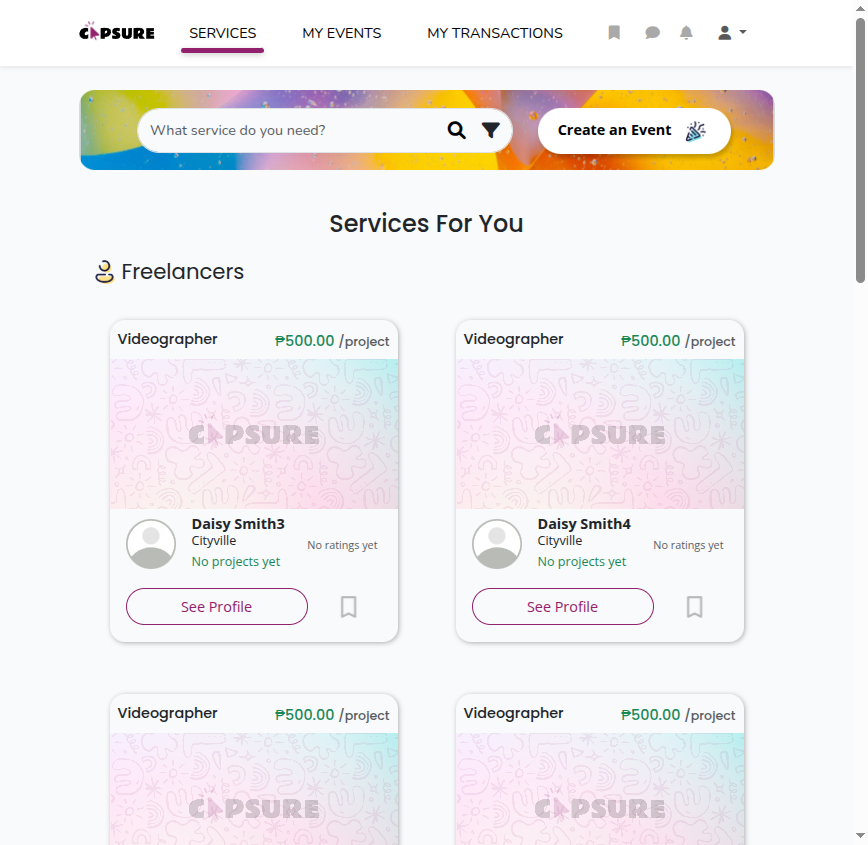 CAPSURE
SERVICES
MY EVENTS
MY TRANSACTIONS
What service do you need?
Create an Event
Services For You
Freelancers
Videographer
₱500.00 /project
CAPSURE
Daisy Smith3
Cityville
No projects yet
No ratings yet
See Profile
Videographer
₱500.00 /project
CAPSURE
Daisy Smith4
Cityville
No projects yet
No ratings yet
See Profile
Videographer
₱500.00 /project
CAPSURE
Videographer
₱500.00 /project
CAPSURE